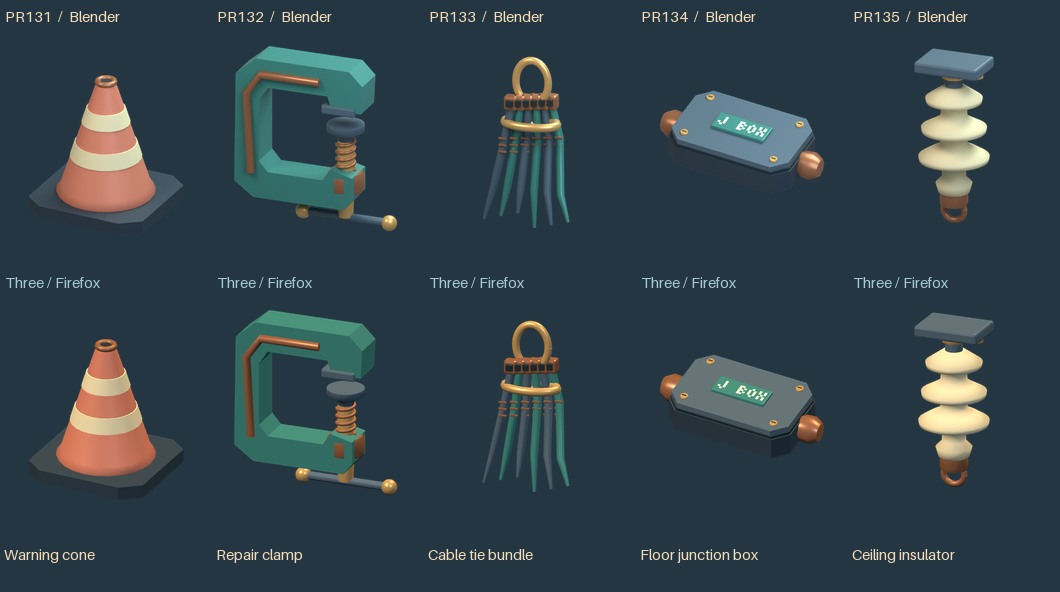 PR131 / Blender
PR132 / Blender
PR133 / Blender
PR134 / Blender
PR135 / Blender
J BOX
Three / Firefox
Three / Firefox
Three / Firefox
Three / Firefox
Three / Firefox
J BOX
Warning cone
Repair clamp
Cable tie bundle
Floor junction box
Ceiling insulator